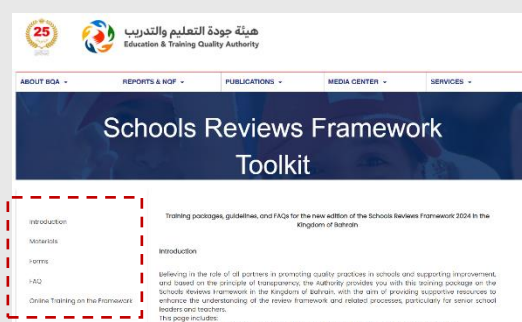 25
هيئة جودة التعليم والتدريب
Education & Training Quality Authority
ABOUT BQA
REPORTS & NQF
PUBLICATIONS
MEDIA CENTER
SERVICES
Schools Reviews Framework
Toolkit
Introduction
Materials
Forms
FAQ
Online Training on the Framework
Training packages, guidelines, and FAQs for the new edition of the Schools Reviews Framework 2024 in the
Kingdom of Bahrain
Introduction
Believing in the role of all partners in promoting quality practices in schools and supporting improvement,
and based on the principle of transparency, the Authority provides you with this training package on the
Schools Reviews Framework in the Kingdom of Bahrain, with the aim of providing supportive resources to
enhance the understanding of the review framework and related processes, particularly for senior school
leaders and teachers.
This page includes: